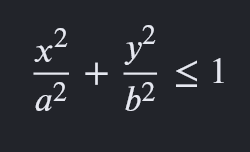 x²/a² + y²/b² ≤ 1